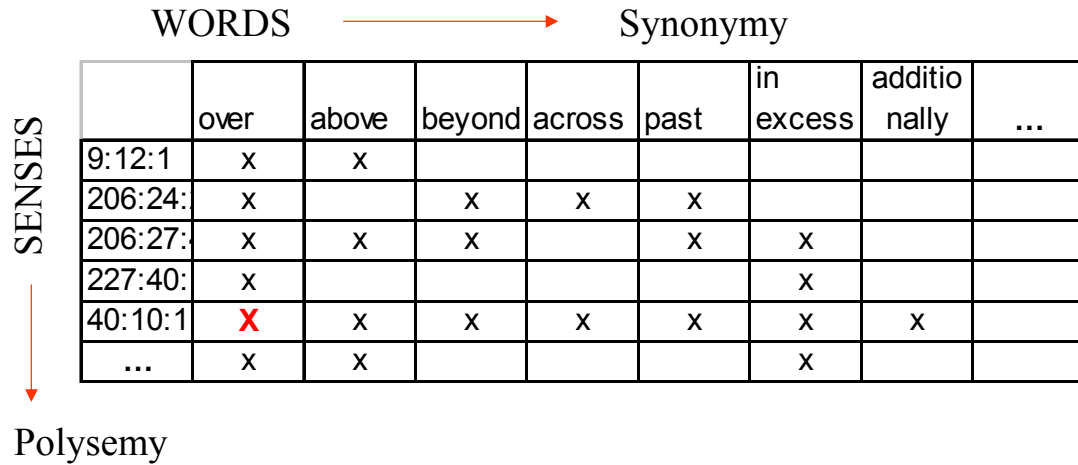 WORDS Synonymy
SENSES
over above beyond across past in excess additio nally ...
9:12:1 x x
206:24: x x x x
206:27: x x x x x
227:40: x x
40:10:1 X x x x x x x
... x x x
Polysemy